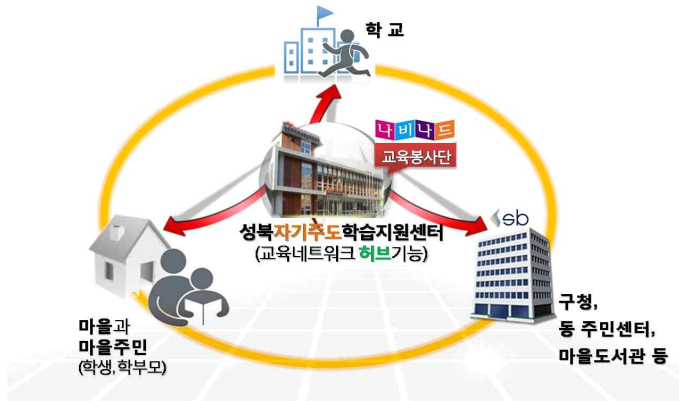 학 교
나비나드
교육봉사단
성북자기주도학습지원센터
(교육네트워크 허브기능)
sb
마을과
마을주민
(학생, 학부모)
구청,
동 주민센터,
마을도서관 등